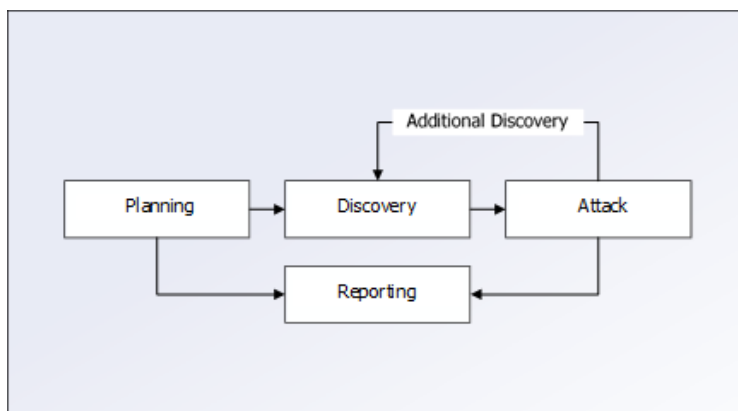 Additional Discovery
Planning
Discovery
Attack
Reporting